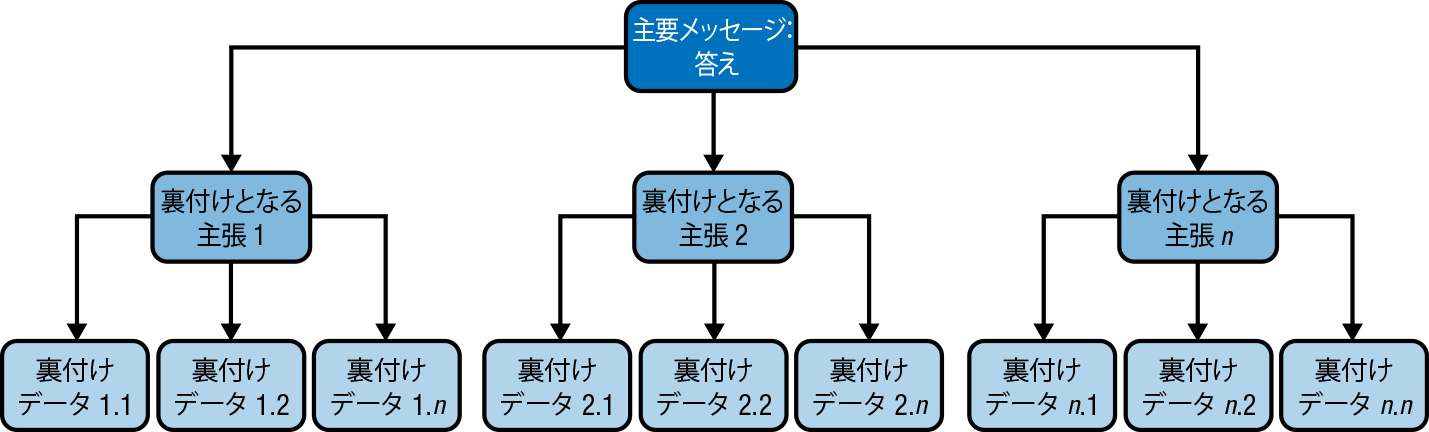 主要メッセージ:
答え
裏付けとなる
主張 1
裏付けとなる
主張 2
裏付けとなる
主張 n
裏付け
データ 1.1
裏付け
データ 1.2
裏付け
データ 1.n
裏付け
データ 2.1
裏付け
データ 2.2
裏付け
データ 2.n
裏付け
データ n.1
裏付け
データ n.2
裏付け
データ n.n